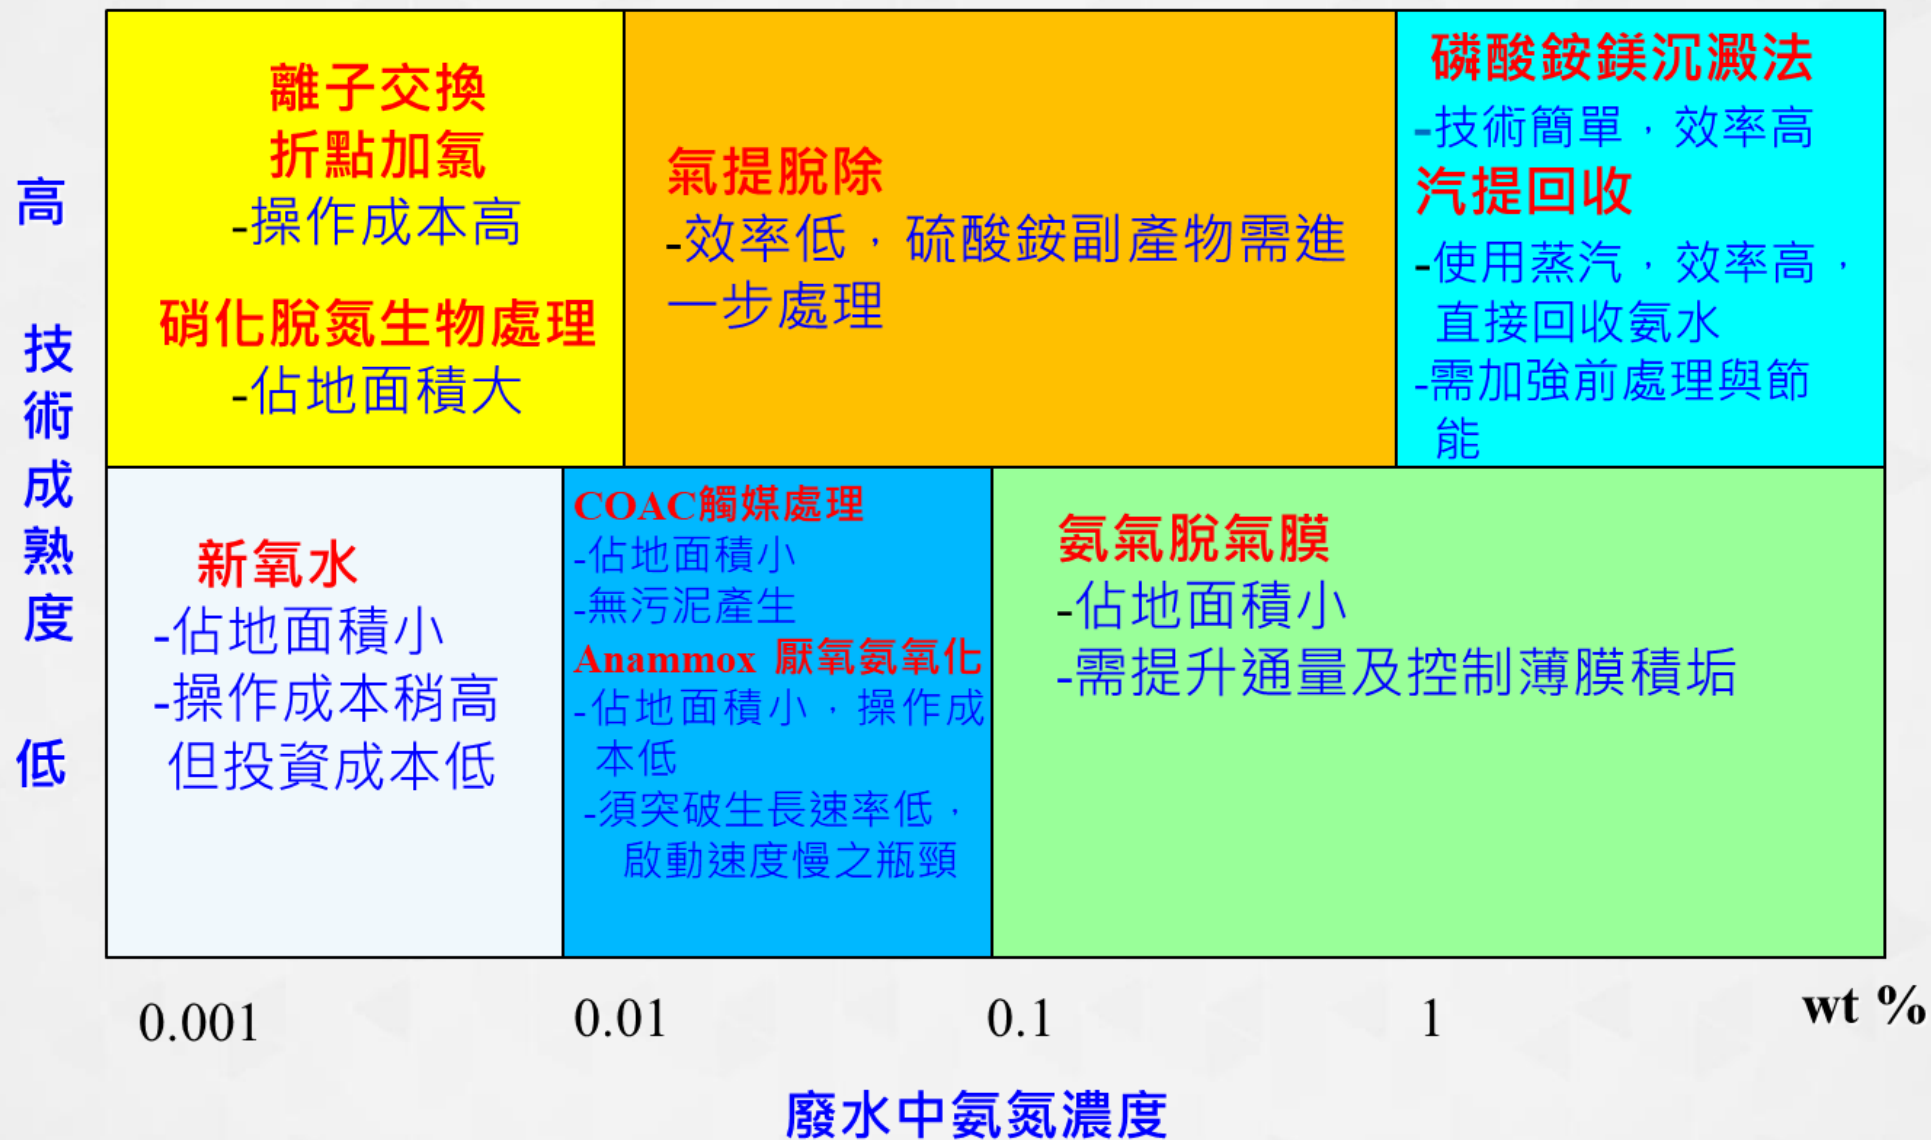 離子交換
折點加氯
-操作成本高
硝化脫氮生物處理
-佔地面積大
氣提脫除
-效率低，硫酸銨副產物需進
一步處理
磷酸銨鎂沉澱法
-技術簡單，效率高
汽提回收
-使用蒸汽，效率高，
直接回收氨水
-需加強前處理與節
能
高
技術成熟度
低
新氧水
-佔地面積小
-操作成本稍高
但投資成本低
COAC觸媒處理
-佔地面積小
-無污泥產生
Anammox 厭氧氨氧化
-佔地面積小，操作成
本低
-須突破生長速率低，
啟動速度慢之瓶頸
氨氣脫氣膜
-佔地面積小
-需提升通量及控制薄膜積垢
0.001
0.01
0.1
1
wt %
廢水中氨氮濃度